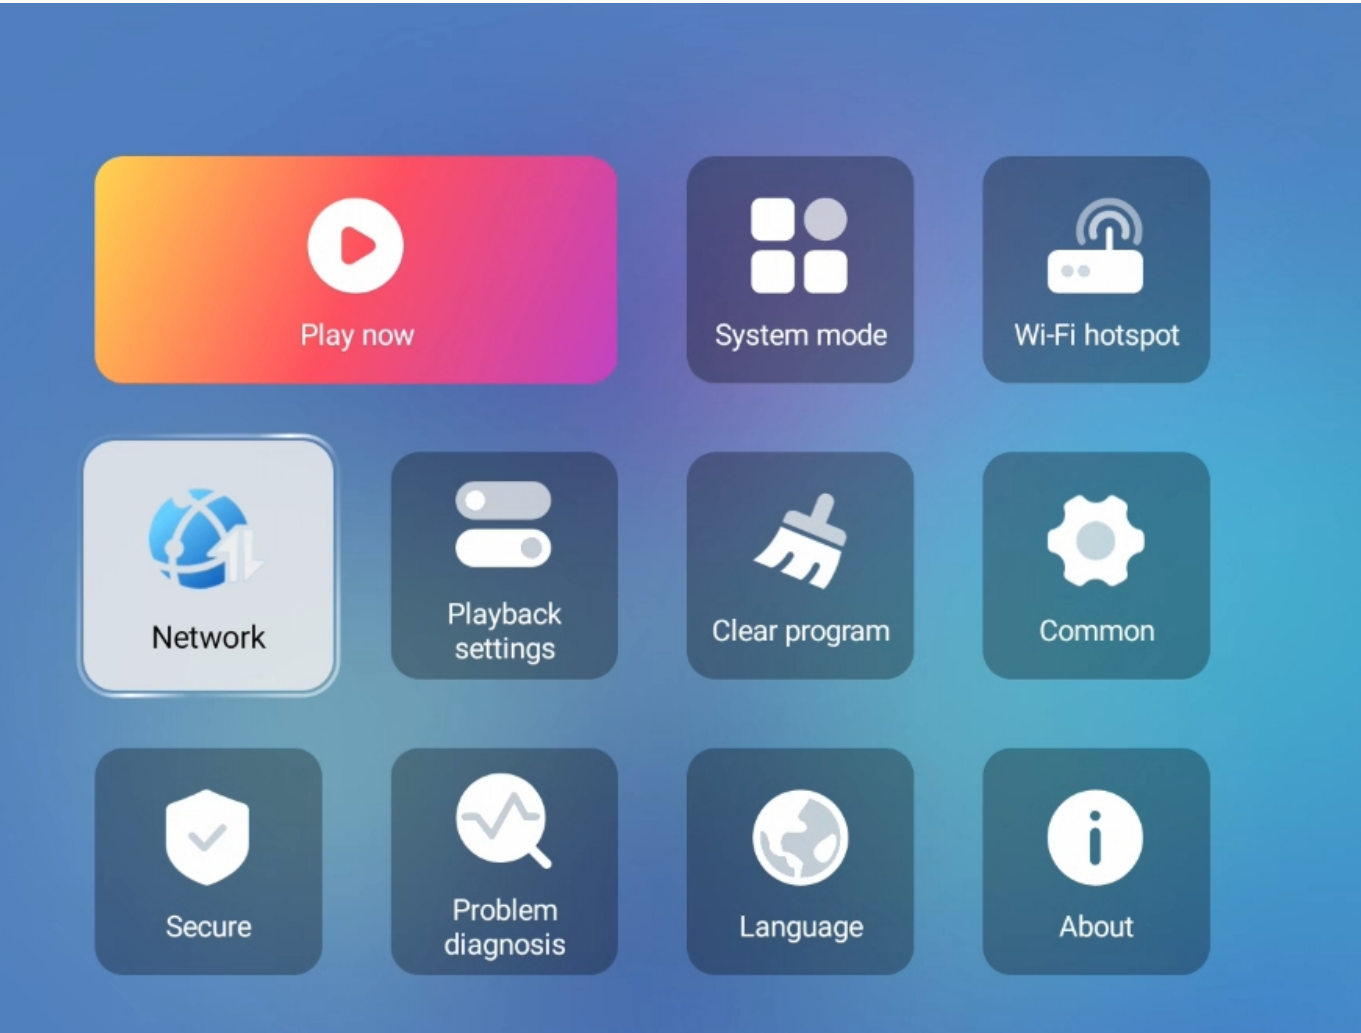 Play now
System mode
Wi-Fi hotspot
Network
Playback
settings
Clear program
Common
Secure
Problem
diagnosis
Language
About